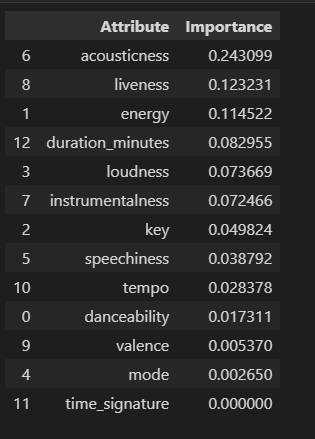 Attribute Importance
6 acousticness 0.243099
8 liveness 0.123231
1 energy 0.114522
12 duration_minutes 0.082955
3 loudness 0.073669
7 instrumentalness 0.072466
2 key 0.049824
5 speechiness 0.038792
10 tempo 0.028378
0 danceability 0.017311
9 valence 0.005370
4 mode 0.002650
11 time_signature 0.000000